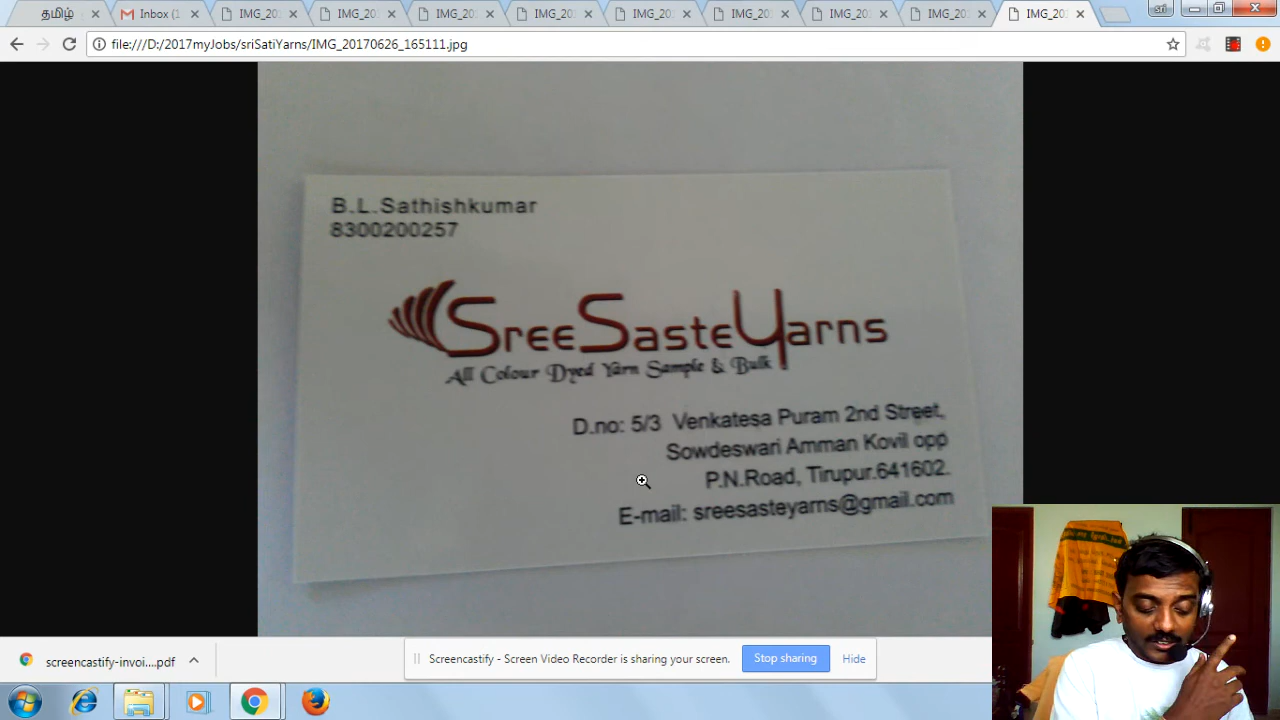 தமிழ்
Inbox (1
IMG_20
IMG_201
IMG_20
IMG_20
IMG_20
IMG_20
IMG_20
IMG_20
IMG_20
sri
file:///D:/2017myJobs/sriSatiYarns/IMG_20170626_165111.jpg
B.L.Sathishkumar
8300200257
SreeSasteYarns
All Colour Dyed Yarn Sample & Bulk
D.no: 5/3 Venkatesa Puram 2nd Street,
Sowdeswari Amman Kovil opp
P.N.Road, Tirupur.641602.
E-mail: sreesasteyarns@gmail.com
screencastify-invoi....pdf
Screencastify - Screen Video Recorder is sharing your screen.
Stop sharing
Hide